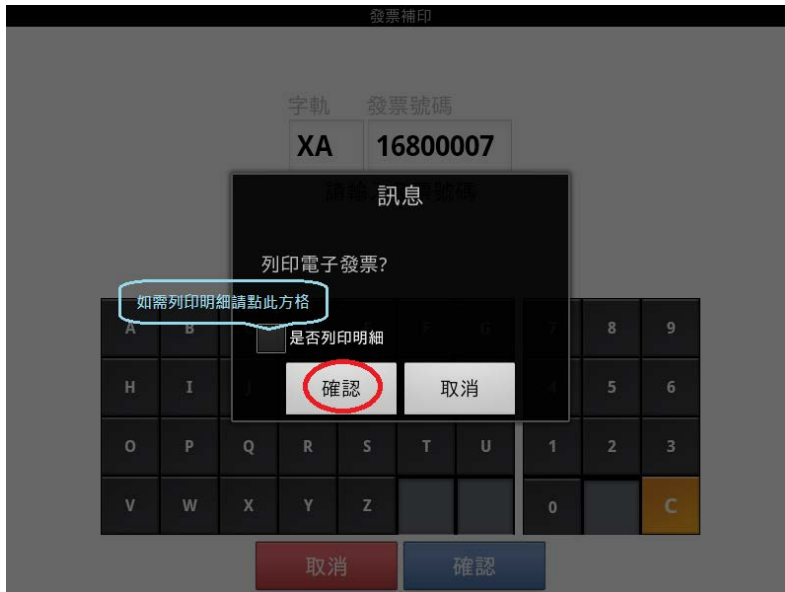 發票補印
字軌 發票號碼
XA 16800007
訊息
列印電子發票?
如需列印明細請點此方格
是否列印明細
確認 取消
A B F G 7 8 9
H I J 4 5 6
O P Q R S T U 1 2 3
V W X Y Z 0 C
取消 確認